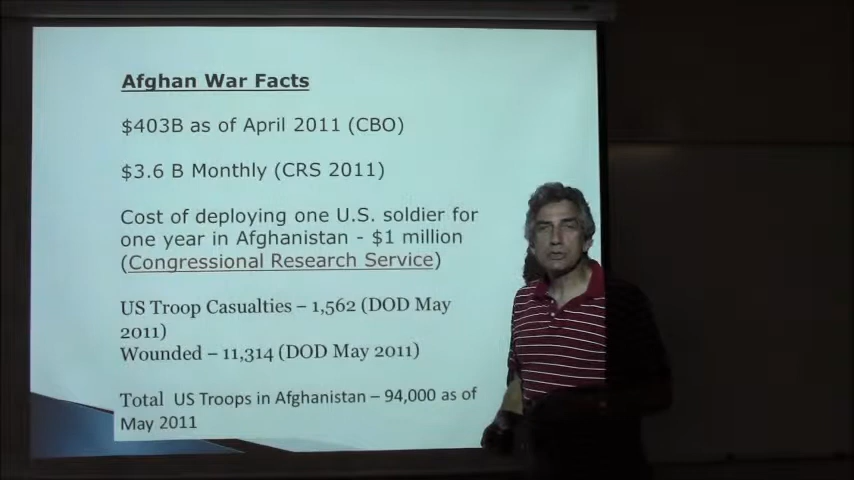 Afghan War Facts
$403B as of April 2011 (CBO)
$3.6 B Monthly (CRS 2011)
Cost of deploying one U.S. soldier for
one year in Afghanistan - $1 million
(Congressional Research Service)
US Troop Casualties – 1,562 (DOD May
2011)
Wounded – 11,314 (DOD May 2011)
Total US Troops in Afghanistan – 94,000 as of
May 2011